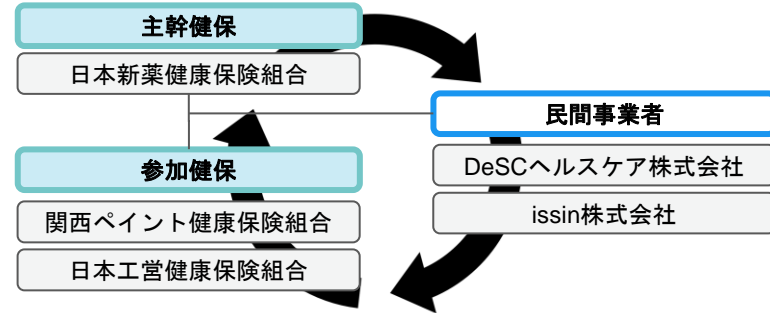 主幹健保
日本新薬健康保険組合
民間事業者
DeSCヘルスケア株式会社
issin株式会社
参加健保
関西ペイント健康保険組合
日本工営健康保険組合